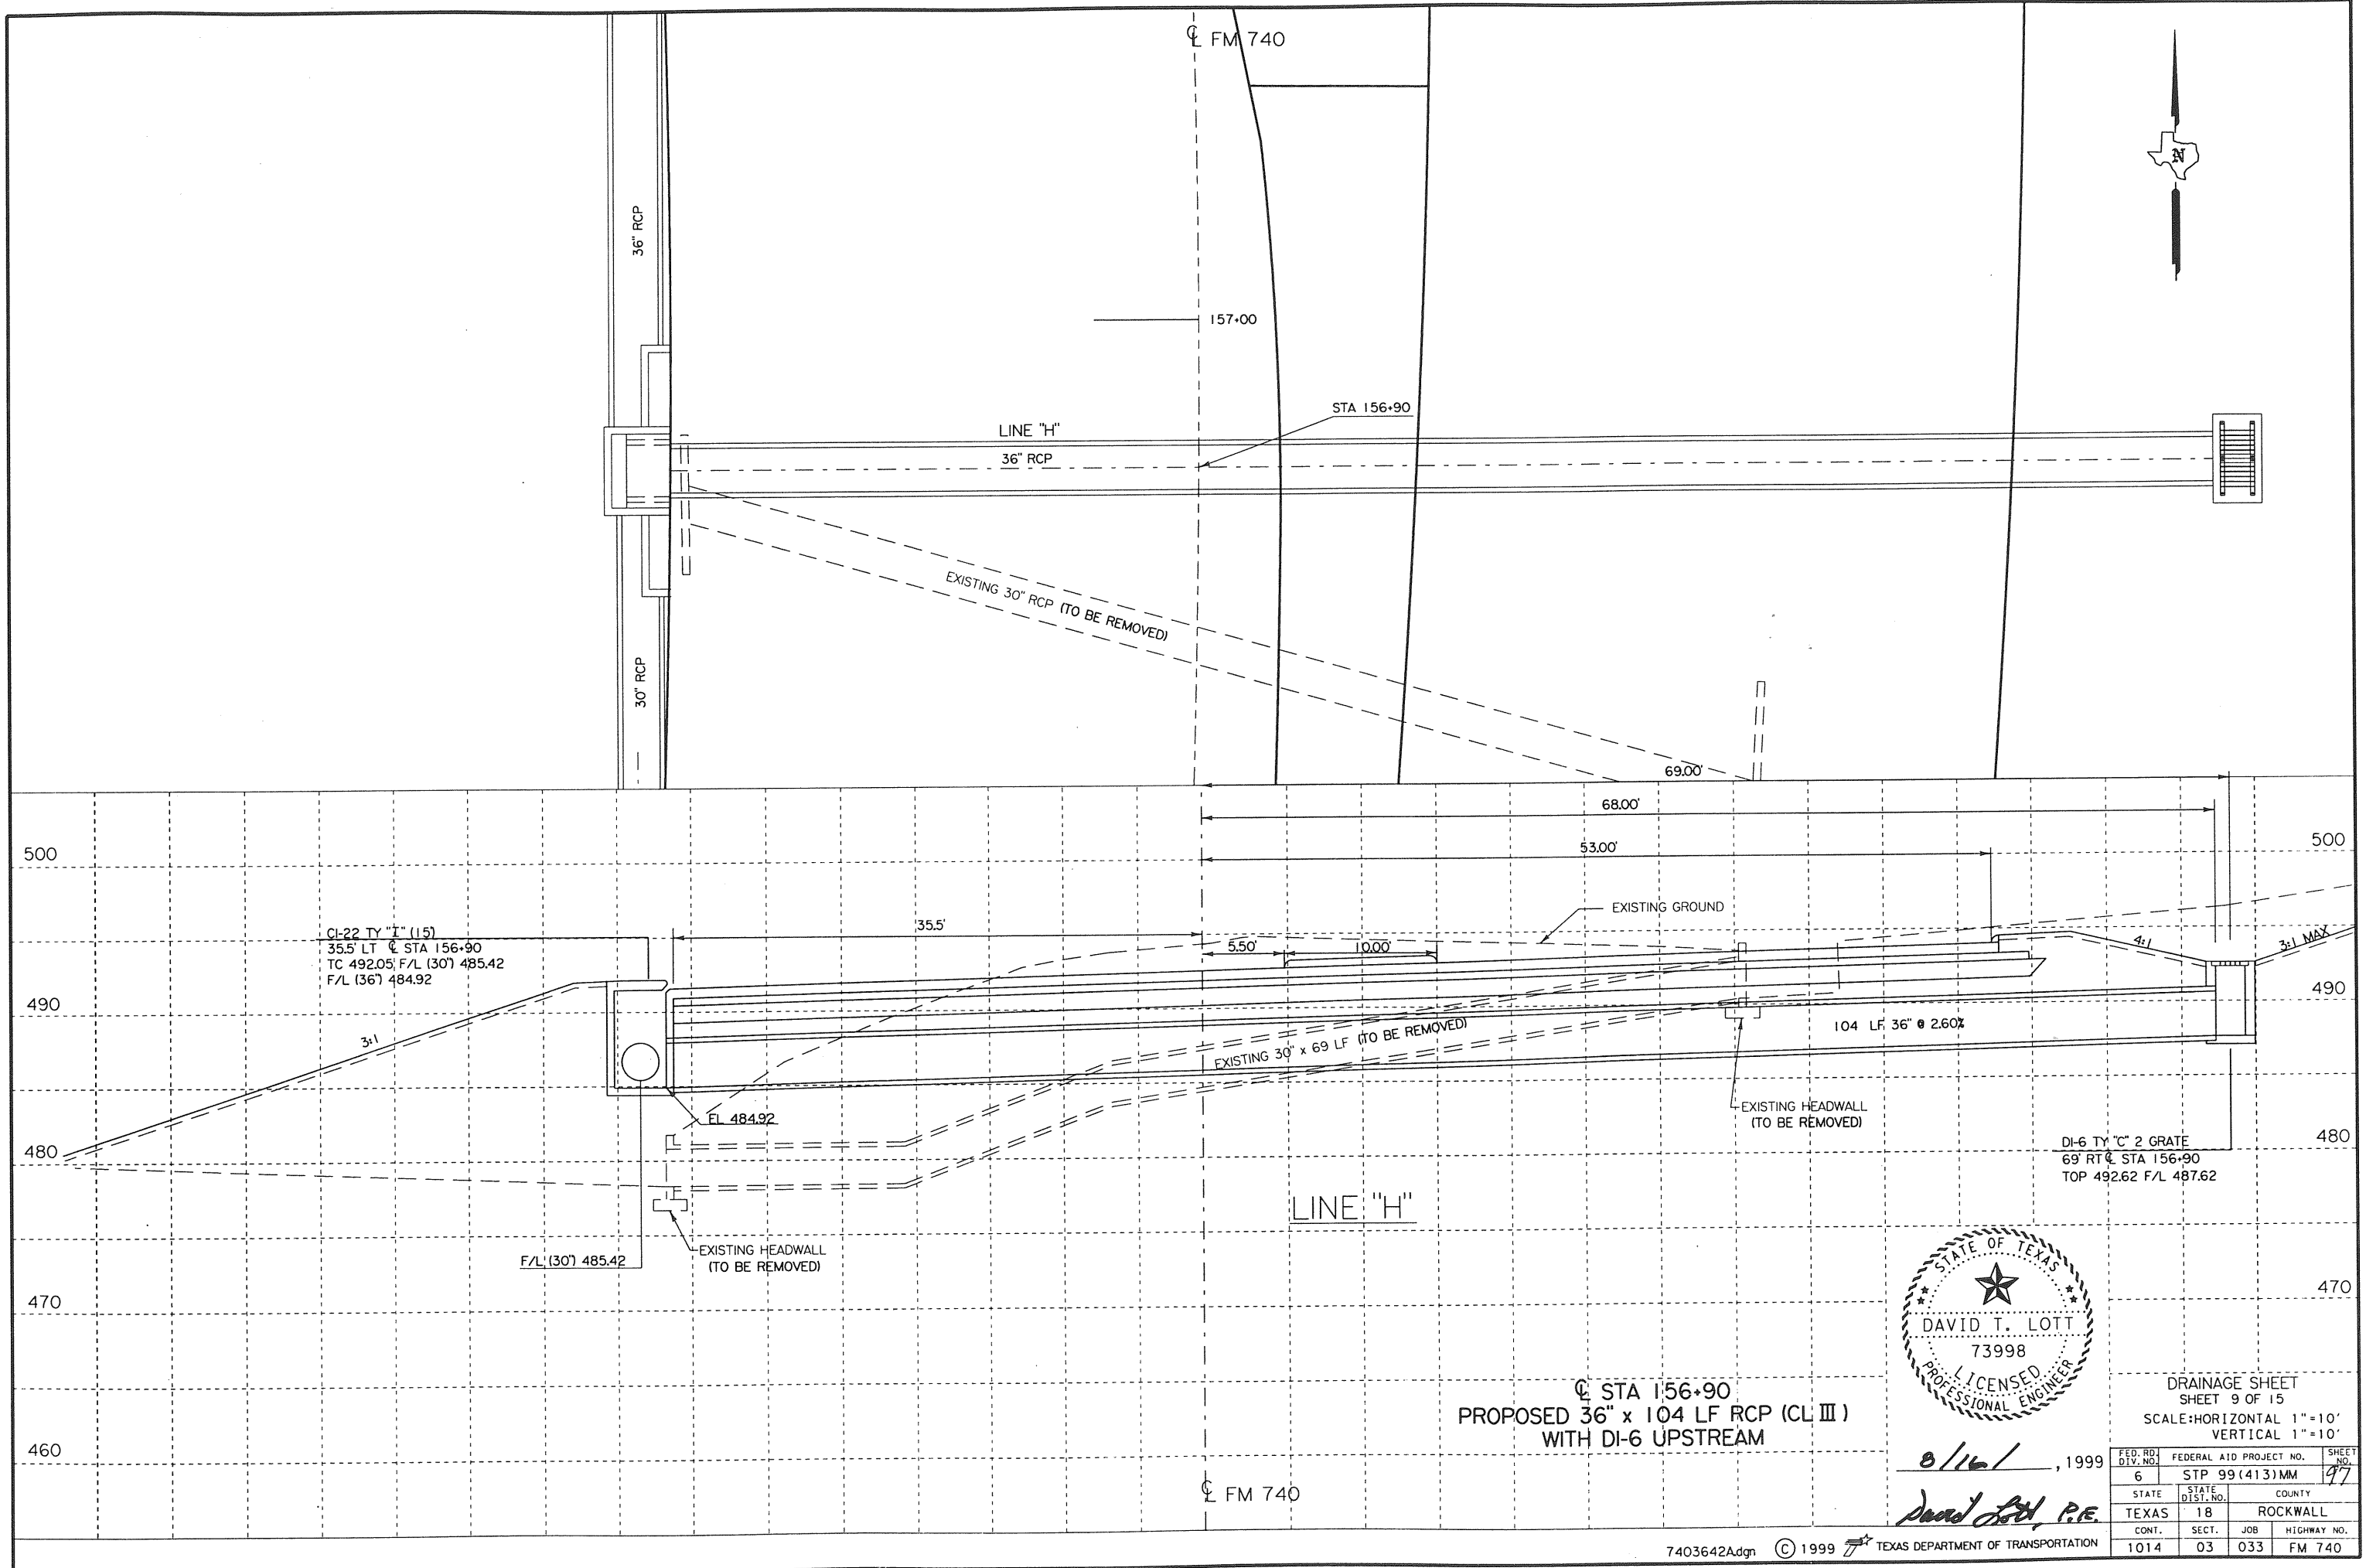 ℄ FM 740
36" RCP
N
157+00
STA 156+90
LINE "H"
36" RCP
EXISTING 30" RCP (TO BE REMOVED)
30" RCP
69.00'
68.00'
53.00'
500
500
EXISTING GROUND
35.5'
5.50'
10.00'
CI-22 TY "I" (15)
35.5' LT ℄ STA 156+90
TC 492.05 F/L (30") 485.42
F/L (36") 484.92
4:1
3:1 MAX
490
490
3:1
104 LF 36" @ 2.60%
EXISTING 30" x 69 LF (TO BE REMOVED)
EL 484.92
EXISTING HEADWALL
(TO BE REMOVED)
480
480
DI-6 TY "C" 2 GRATE
69' RT ℄ STA 156+90
TOP 492.62 F/L 487.62
LINE "H"
F/L (30") 485.42
EXISTING HEADWALL
(TO BE REMOVED)
470
470
STATE OF TEXAS
DAVID T. LOTT
73998
LICENSED
PROFESSIONAL ENGINEER
℄ STA 156+90
PROPOSED 36" x 104 LF RCP (CL III)
WITH DI-6 UPSTREAM
DRAINAGE SHEET
SHEET 9 OF 15
SCALE:HORIZONTAL 1"=10'
VERTICAL 1"=10'
460
8/16/ , 1999
David Lott, P.E.
℄ FM 740
FED. RD. DIV. NO. FEDERAL AID PROJECT NO. SHEET NO.
6 STP 99(413)MM 97
STATE STATE DIST. NO. COUNTY
TEXAS 18 ROCKWALL
CONT. SECT. JOB HIGHWAY NO.
1014 03 033 FM 740
7403642A.dgn © 1999 TEXAS DEPARTMENT OF TRANSPORTATION